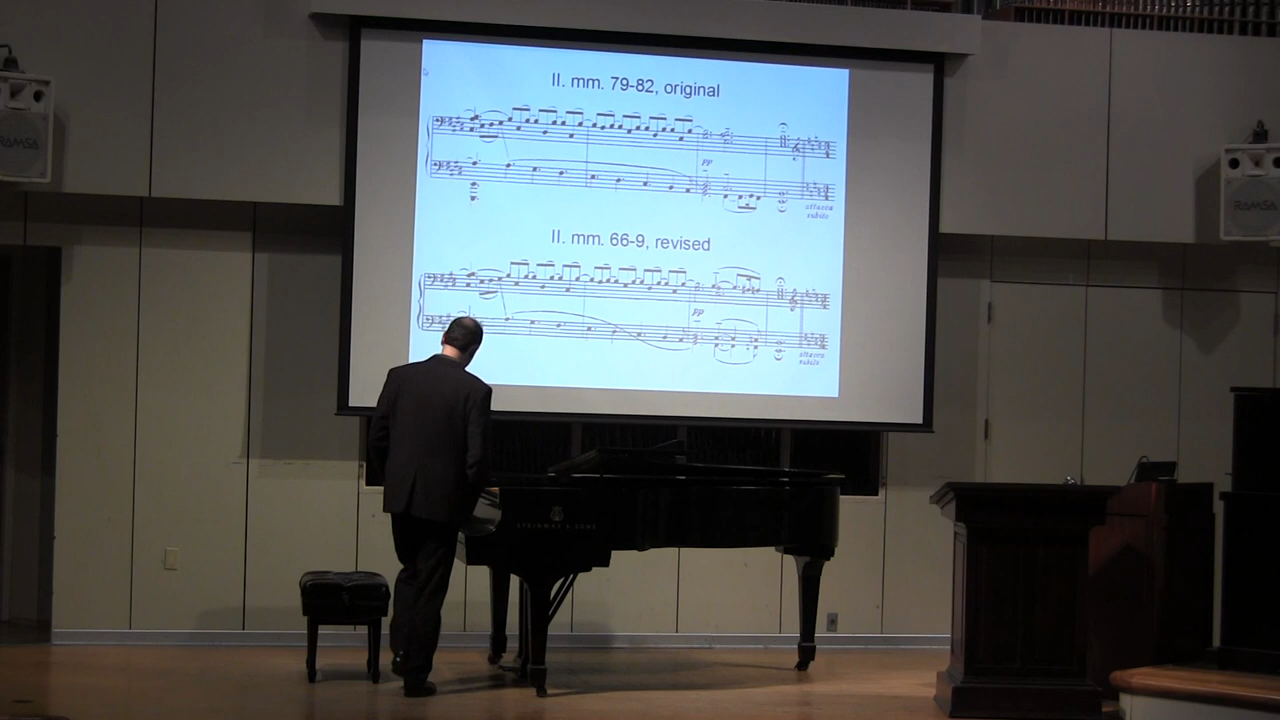 II. mm. 79-82, original
pp
attacca
subito
II. mm. 66-9, revised
pp
attacca
subito
RAMSA
RAMSA
STEINWAY & SONS